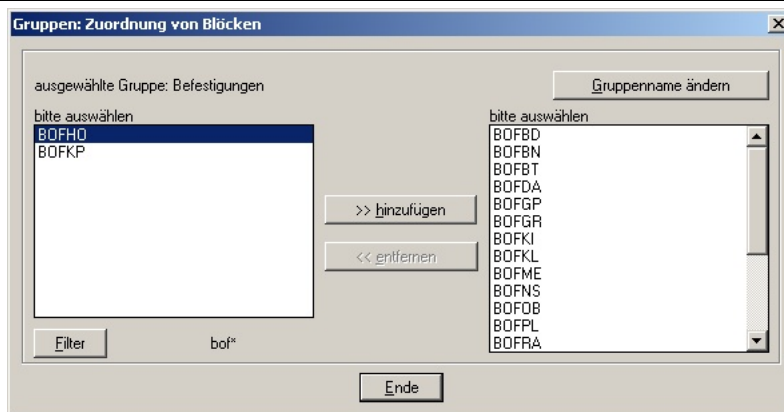 Gruppen: Zuordnung von Blöcken
ausgewählte Gruppe: Befestigungen
Gruppenname ändern
bitte auswählen
BOFHO
BOFKP
>> hinzufügen
<< entfernen
bitte auswählen
BOFBD
BOFBN
BOFBT
BOFDA
BOFGP
BOFGR
BOFKI
BOFKL
BOFME
BOFNS
BOFOB
BOFPL
BOFRA
Filter
bof*
Ende